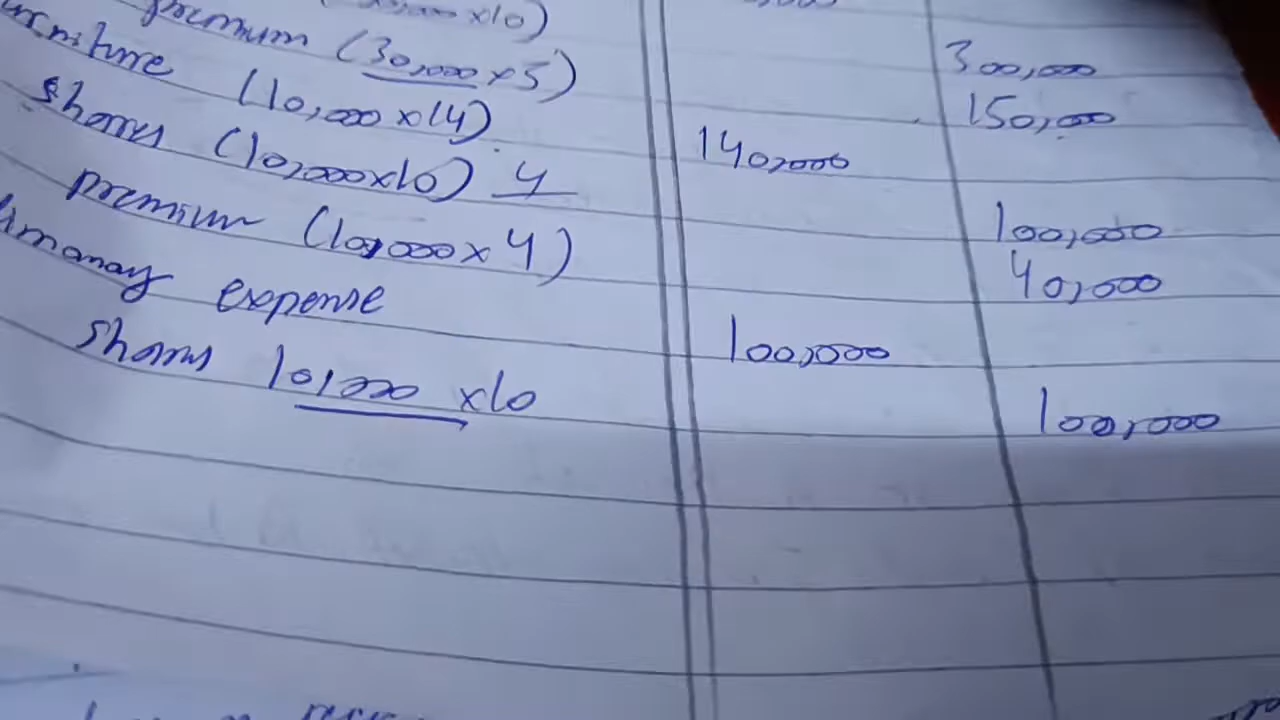 x10)
premium (30,000 x 5) 300,000
(10,000 x 14) 150,000
shares (10,000 x 10) 4 140,000
premium (10,000 x 4) 100,000
expense 40,000
shares 10,000 x 10 100,000
100,000